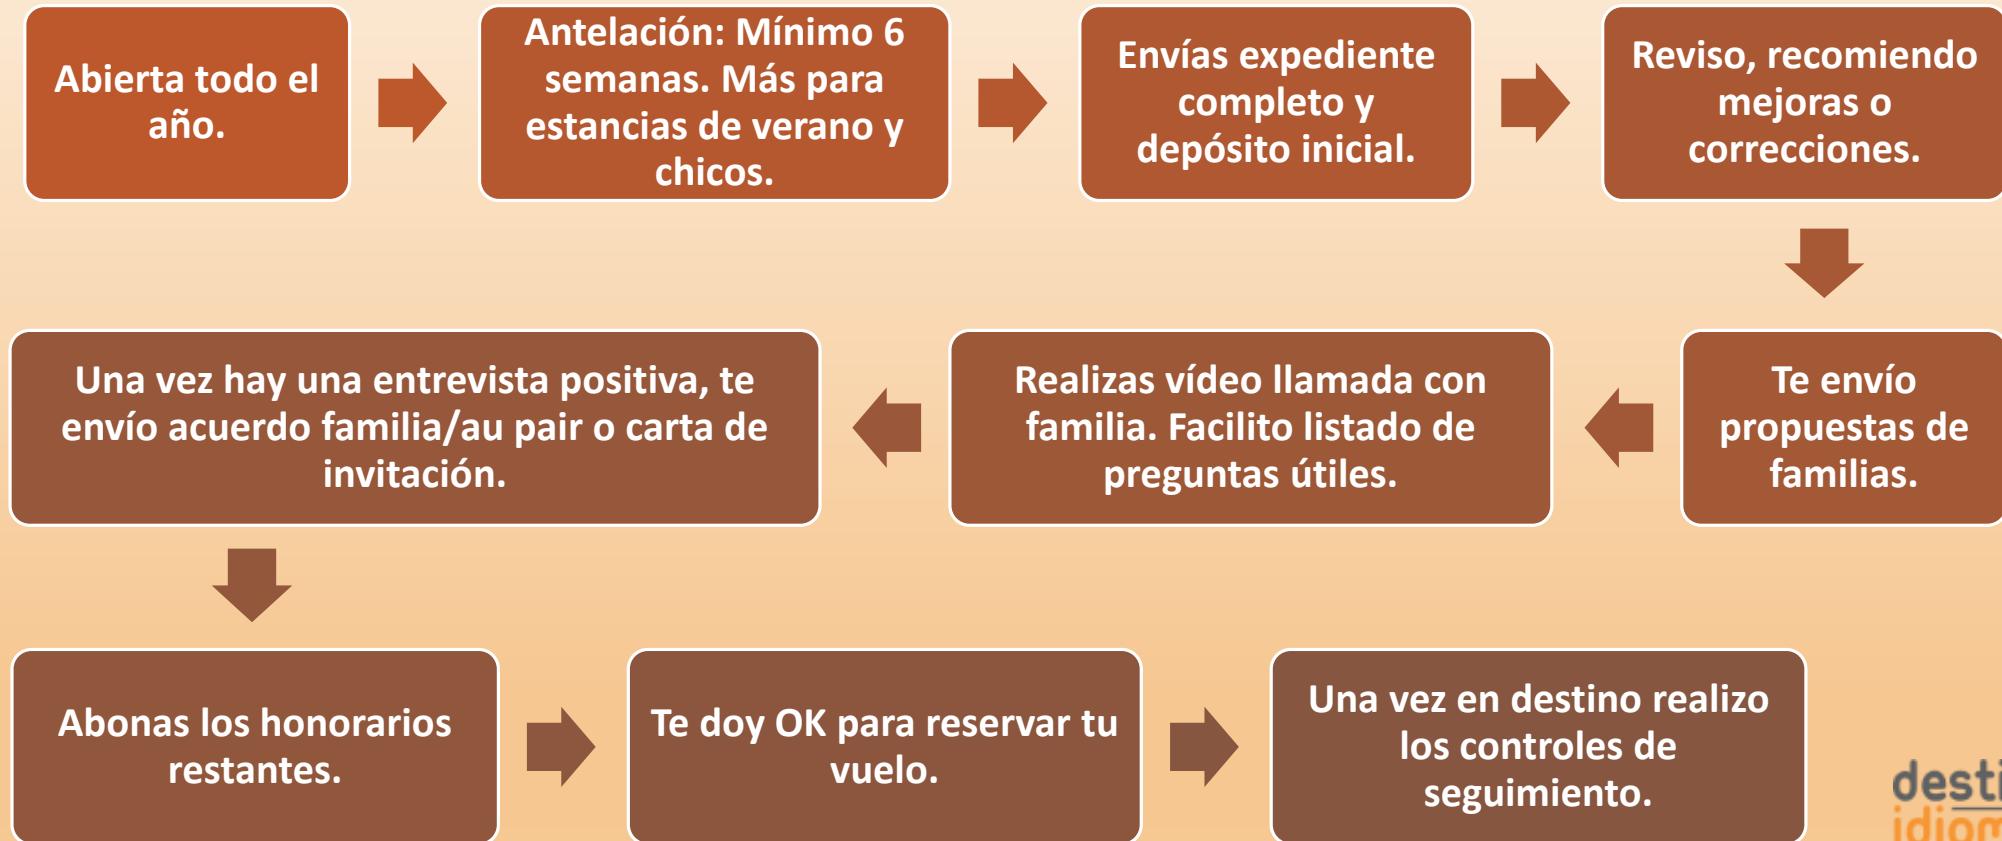 Abierta todo el
año.
Antelación: Mínimo 6
semanas. Más para
estancias de verano y
chicos.
Envías expediente
completo y
depósito inicial.
Reviso, recomiendo
mejoras o
correcciones.
Te envío
propuestas de
familias.
Realizas vídeo llamada con
familia. Facilito listado de
preguntas útiles.
Una vez hay una entrevista positiva, te
envío acuerdo familia/au pair o carta de
invitación.
Abonas los honorarios
restantes.
Te doy OK para reservar tu
vuelo.
Una vez en destino realizo
los controles de
seguimiento.